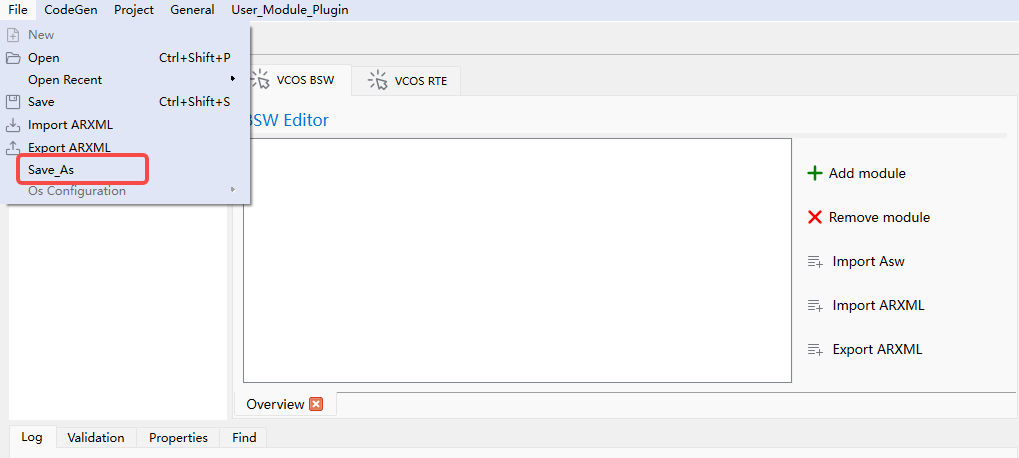 File CodeGen Project General User_Module_Plugin
New
Open Ctrl+Shift+P
Open Recent
Save Ctrl+Shift+S
Import ARXML
Export ARXML
Save_As
Os Configuration
VCOS BSW VCOS RTE
BSW Editor
Add module
Remove module
Import Asw
Import ARXML
Export ARXML
Overview
Log Validation Properties Find